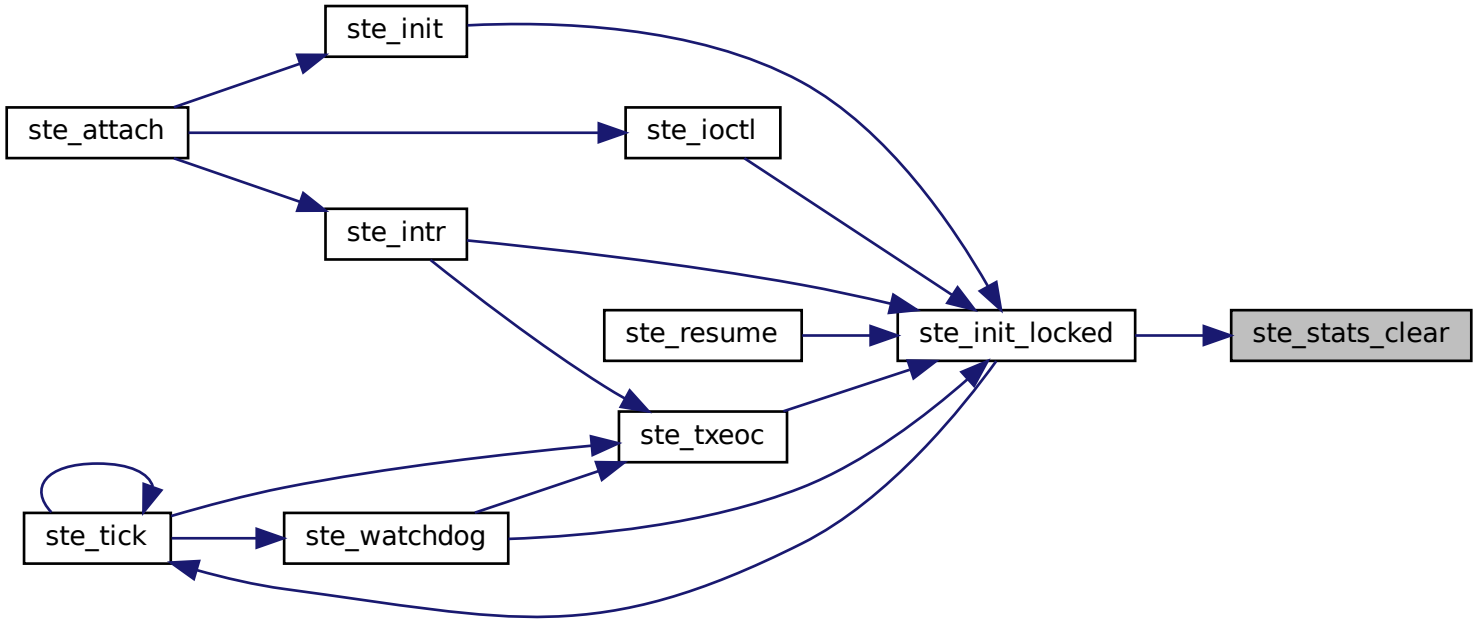 ste_init
ste_attach
ste_ioctl
ste_intr
ste_resume
ste_init_locked
ste_stats_clear
ste_txeoc
ste_tick
ste_watchdog